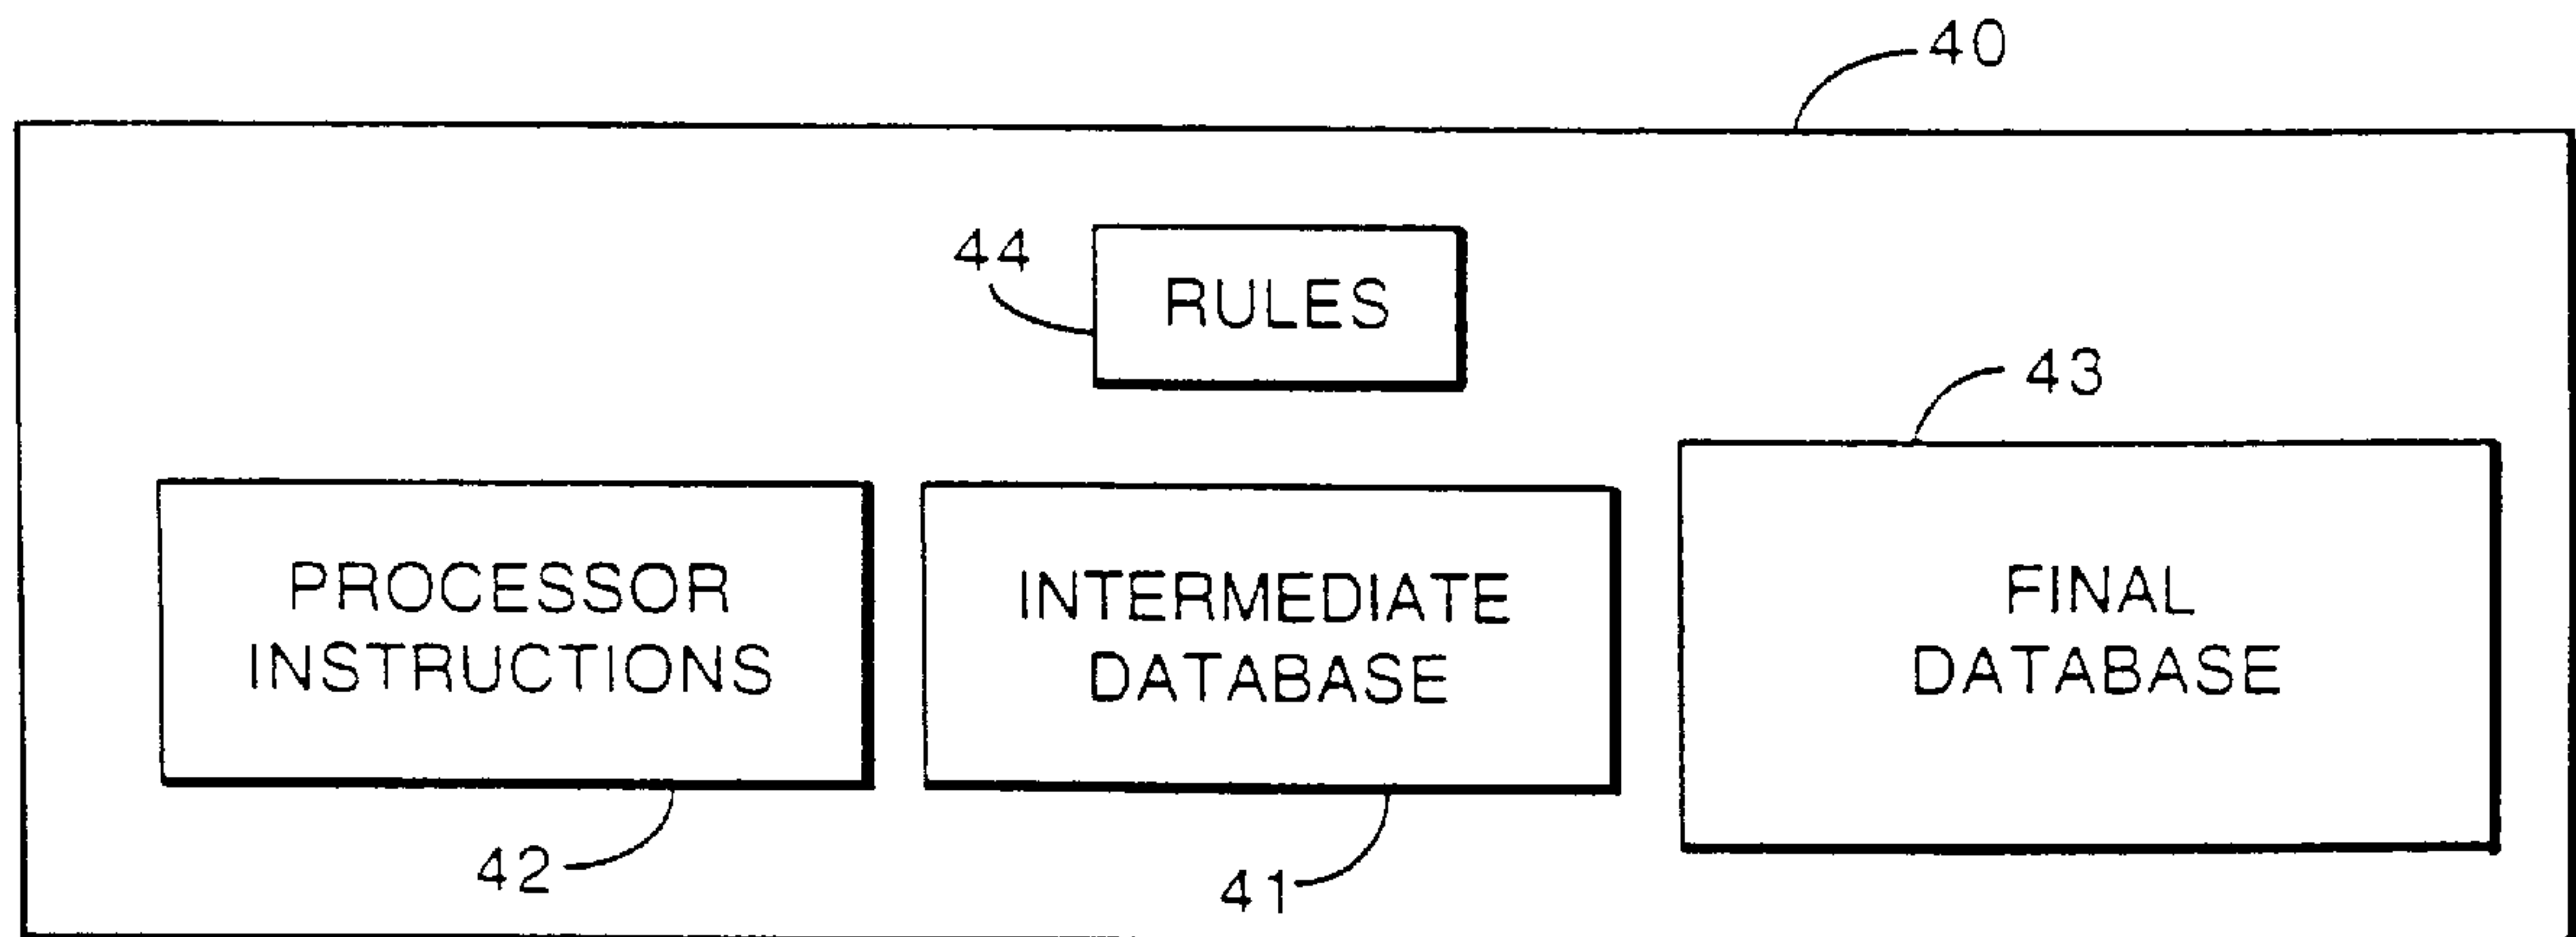 40
44
RULES
43
PROCESSOR
INSTRUCTIONS
INTERMEDIATE
DATABASE
FINAL
DATABASE
42
41